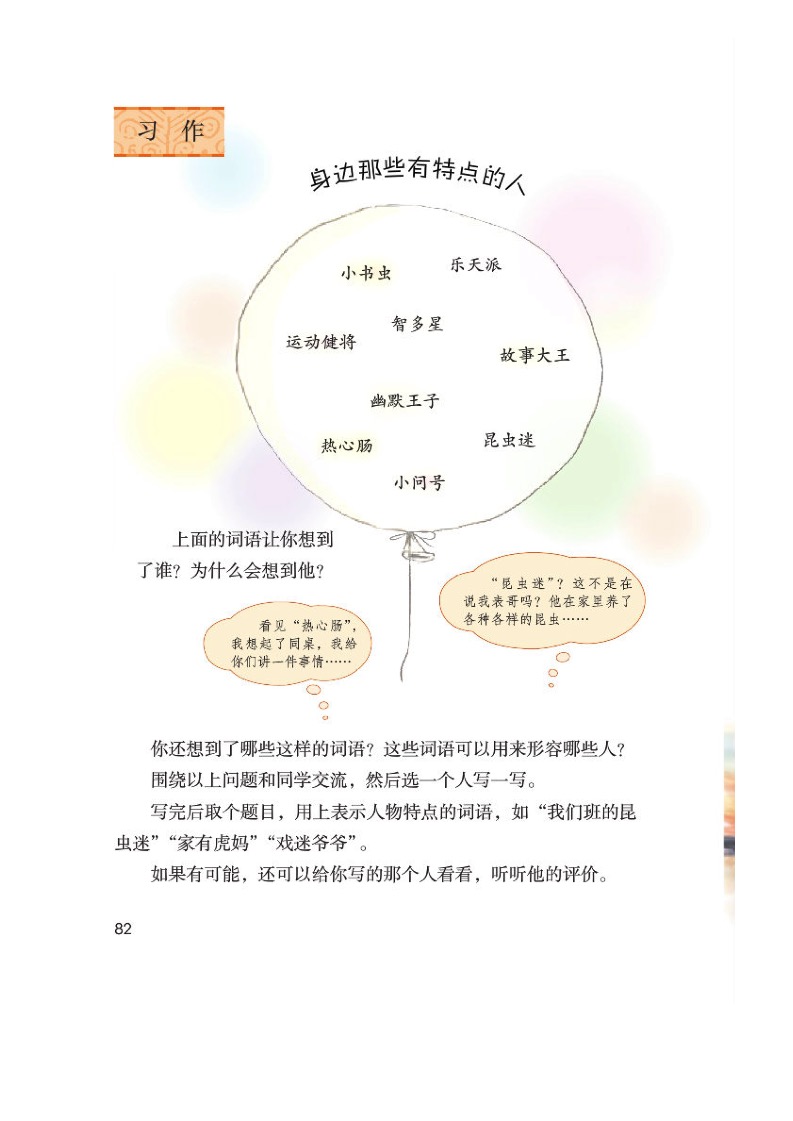 习 作
身边那些有特点的人
小书虫
乐天派
智多星
运动健将
故事大王
幽默王子
热心肠
昆虫迷
小问号
上面的词语让你想到
了谁？为什么会想到他？
“昆虫迷”？这不是在
说我表哥吗？他在家里养了
各种各样的昆虫……
看见“热心肠”，
我想起了同桌，我给
你们讲一件事情……
你还想到了哪些这样的词语？这些词语可以用来形容哪些人？
围绕以上问题和同学交流，然后选一个人写一写。
写完后取个题目，用上表示人物特点的词语，如“我们班的昆
虫迷”“家有虎妈”“戏迷爷爷”。
如果有可能，还可以给你写的那个人看看，听听他的评价。
82